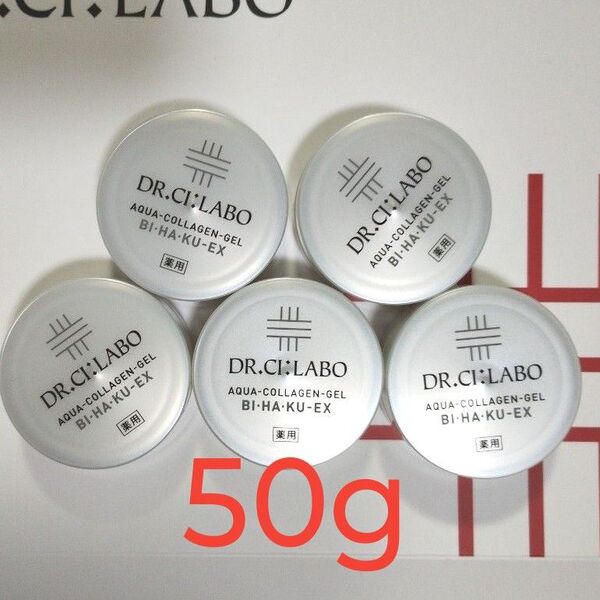 .CI:LABO
DR.CI:LABO
AQUA-COLLAGEN-GEL
BI・HA・KU-EX
薬用
DR.CI:LABO
AQUA-COLLAGEN-GEL
BI・HA・KU-EX
薬用
DR.CI:LABO
AQUA-COLLAGEN-GEL
BI・HA・KU-EX
薬用
DR.CI:LABO
AQUA-COLLAGEN-GEL
BI・HA・KU-EX
薬用
DR.CI:LABO
AQUA-COLLAGEN-GEL
BI・HA・KU-EX
薬用
50g